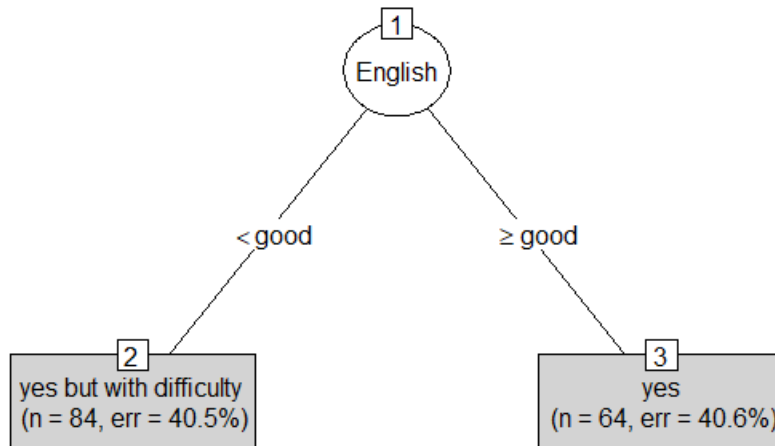 1
English
< good
≥ good
2
yes but with difficulty
(n = 84, err = 40.5%)
3
yes
(n = 64, err = 40.6%)